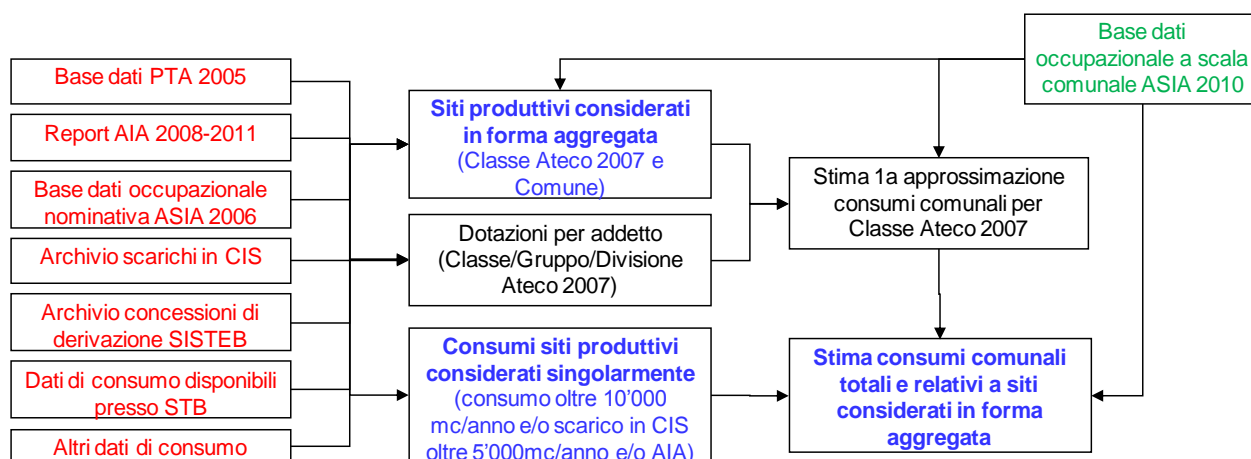 Base dati PTA 2005
Report AIA 2008-2011
Base dati occupazionale
nominativa ASIA 2006
Archivio scarichi in CIS
Archivio concessioni di
derivazione SISTEB
Dati di consumo disponibili
presso STB
Altri dati di consumo
Siti produttivi considerati
in forma aggregata
(Classe Ateco 2007 e
Comune)
Dotazioni per addetto
(Classe/Gruppo/Divisione
Ateco 2007)
Consumi siti produttivi
considerati singolarmente
(consumo oltre 10'000
mc/anno e/o scarico in CIS
oltre 5'000mc/anno e/o AIA)
Base dati
occupazionale a scala
comunale ASIA 2010
Stima 1a approssimazione
consumi comunali per
Classe Ateco 2007
Stima consumi comunali
totali e relativi a siti
considerati in forma
aggregata